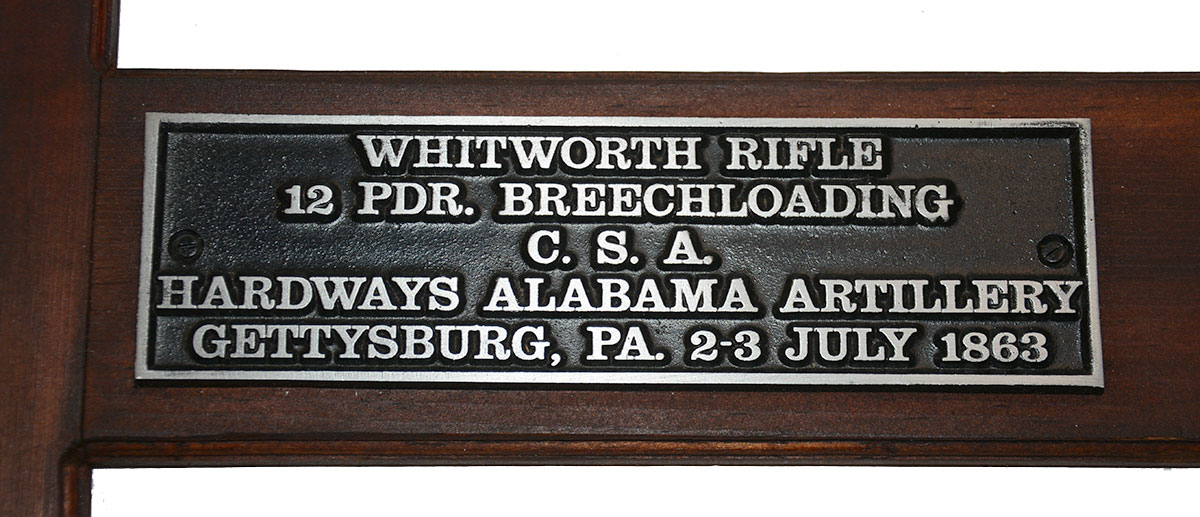 WHITWORTH RIFLE
12 PDR. BREECHLOADING
C. S. A.
HARDWAYS ALABAMA ARTILLERY
GETTYSBURG, PA. 2-3 JULY 1863